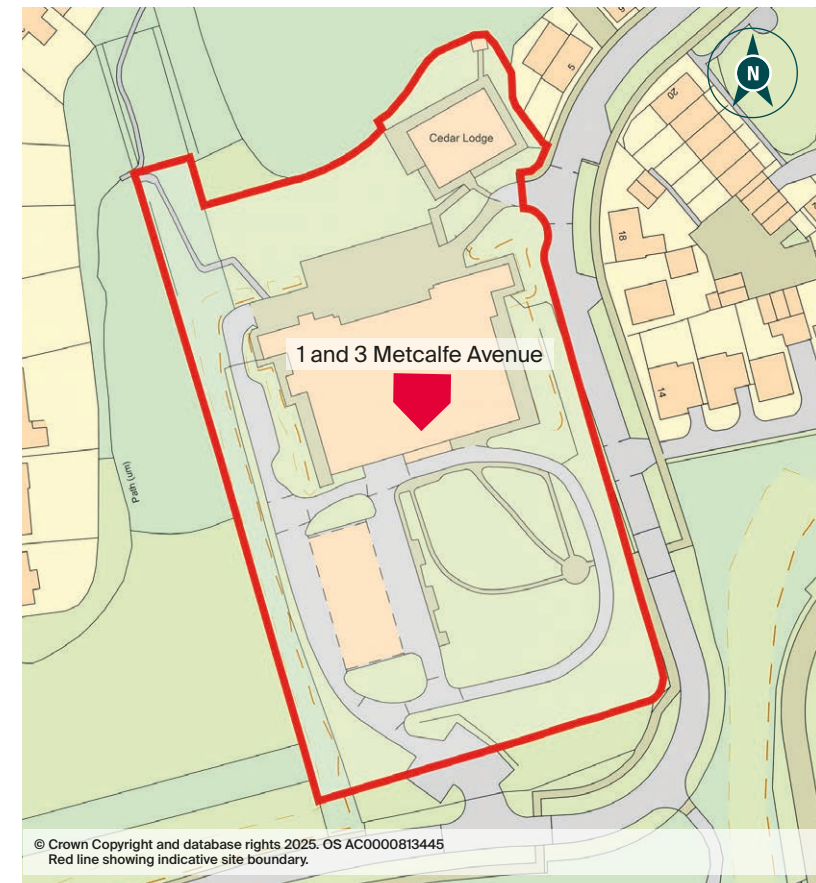 N
5
Cedar Lodge
20
18
1 and 3 Metcalfe Avenue
14
Path (um)
© Crown Copyright and database rights 2025. OS AC0000813445
Red line showing indicative site boundary.